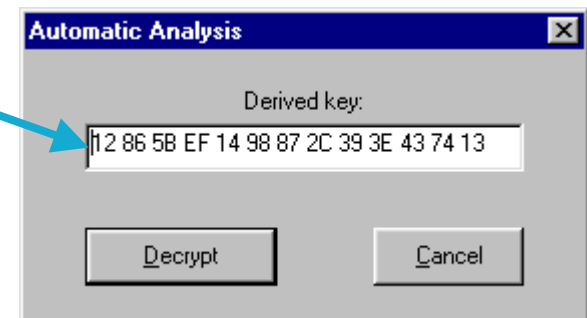 Automatic Analysis
Derived key:
12 86 5B EF 14 98 87 2C 39 3E 43 74 13
Decrypt Cancel